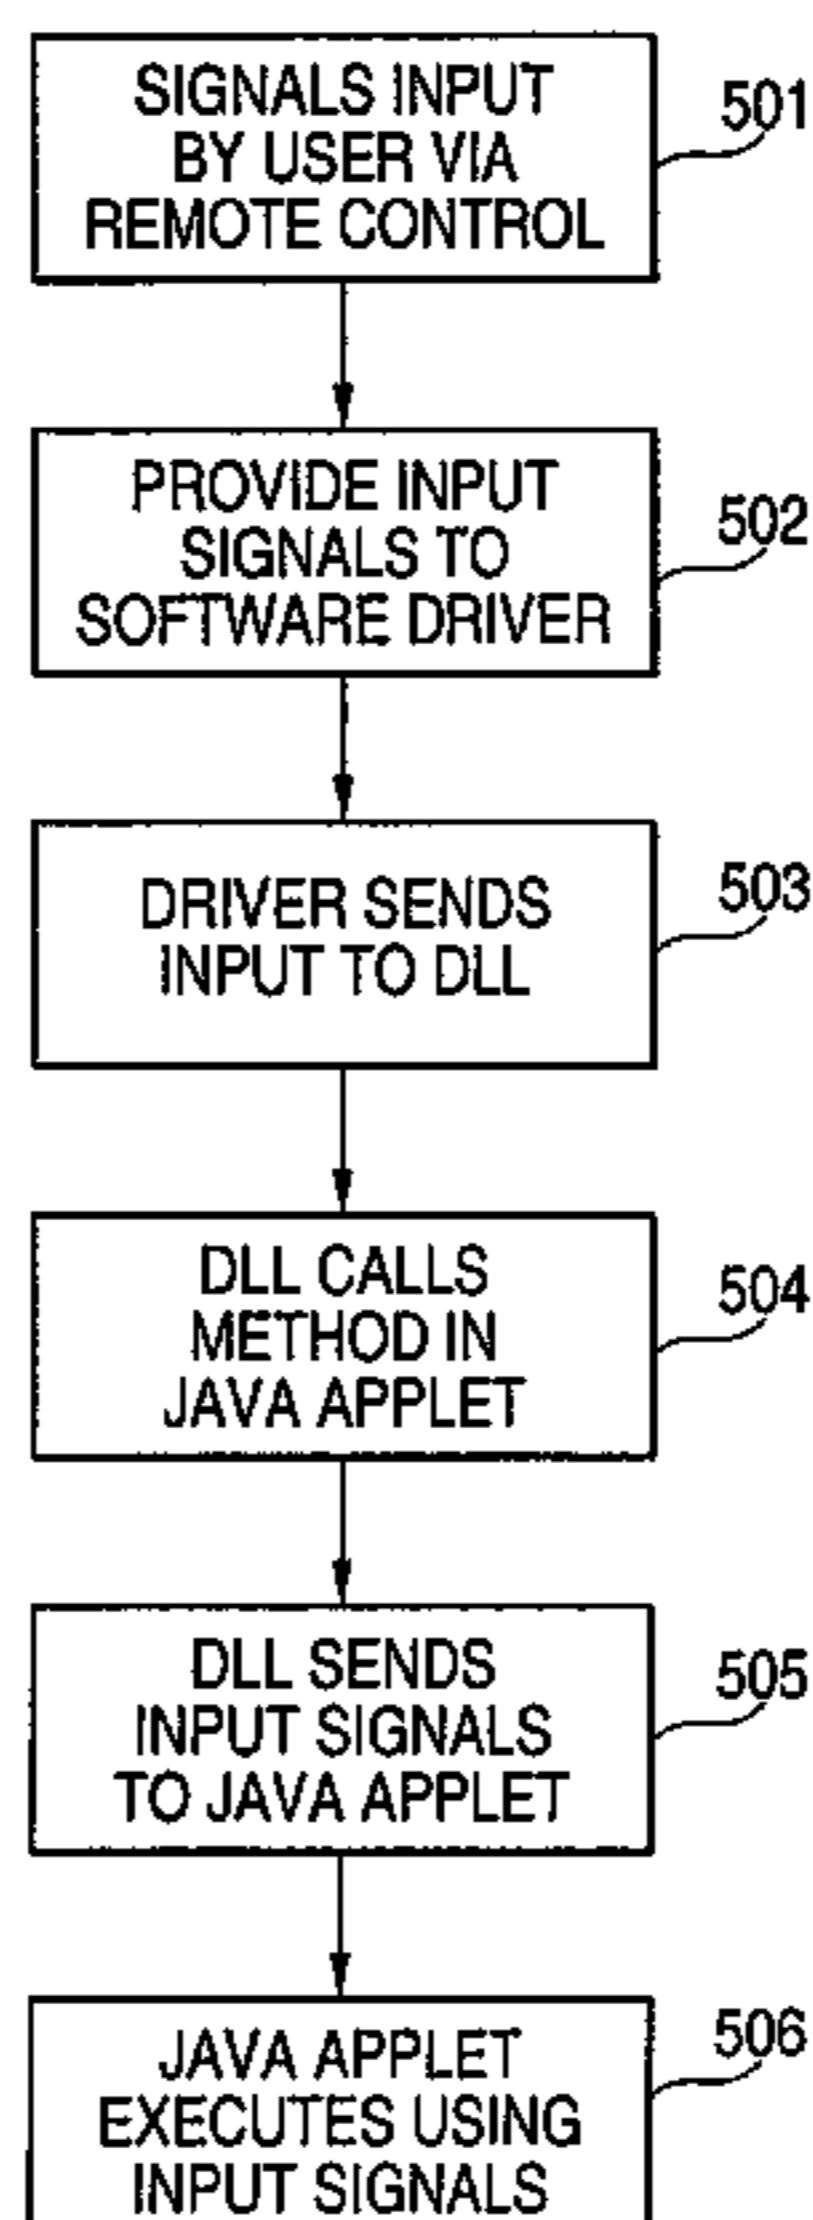 SIGNALS INPUT
BY USER VIA
REMOTE CONTROL
501
PROVIDE INPUT
SIGNALS TO
SOFTWARE DRIVER
502
DRIVER SENDS
INPUT TO DLL
503
DLL CALLS
METHOD IN
JAVA APPLET
504
DLL SENDS
INPUT SIGNALS
TO JAVA APPLET
505
JAVA APPLET
EXECUTES USING
INPUT SIGNALS
506